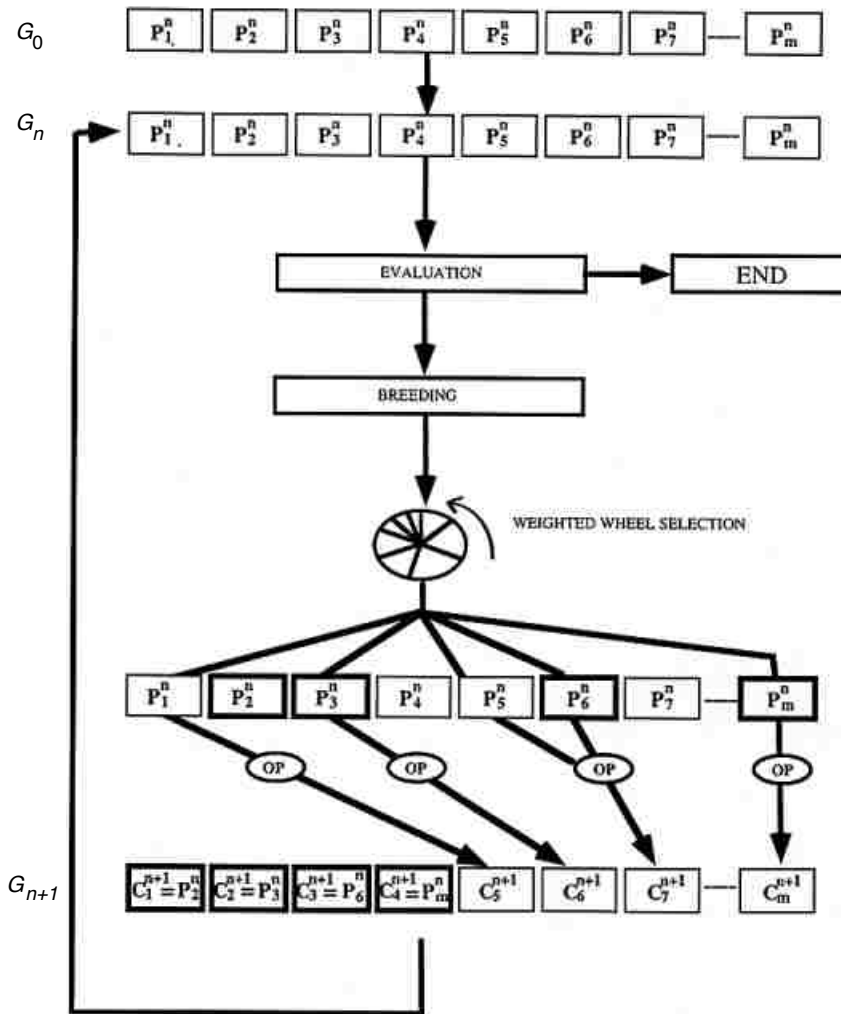 G₀ P₁ⁿ. P₂ⁿ P₃ⁿ P₄ⁿ P₅ⁿ P₆ⁿ P₇ⁿ Pₘⁿ
Gₙ P₁ⁿ. P₂ⁿ P₃ⁿ P₄ⁿ P₅ⁿ P₆ⁿ P₇ⁿ Pₘⁿ
EVALUATION END
BREEDING
WEIGHTED WHEEL SELECTION
P₁ⁿ P₂ⁿ P₃ⁿ P₄ⁿ P₅ⁿ P₆ⁿ P₇ⁿ Pₘⁿ
OP OP OP OP
Gₙ₊₁ C₁ⁿ⁺¹=P₂ⁿ C₂ⁿ⁺¹=P₃ⁿ C₃ⁿ⁺¹=P₆ⁿ C₄ⁿ⁺¹=Pₘⁿ C₅ⁿ⁺¹ C₆ⁿ⁺¹ C₇ⁿ⁺¹ Cₘⁿ⁺¹